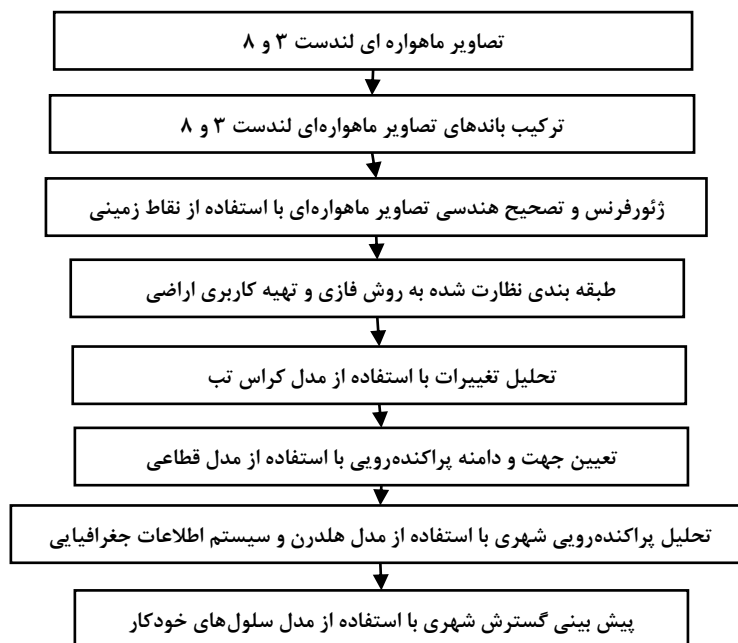 تصاویر ماهواره ای لندست ۳ و ۸
ترکیب باندهای تصاویر ماهواره‌ای لندست ۳ و ۸
ژئورفرنس و تصحیح هندسی تصاویر ماهواره‌ای با استفاده از نقاط زمینی
طبقه بندی نظارت شده به روش فازی و تهیه کاربری اراضی
تحلیل تغییرات با استفاده از مدل کراس تب
تعیین جهت و دامنه پراکنده‌رویی با استفاده از مدل قطاعی
تحلیل پراکنده‌رویی شهری با استفاده از مدل هلدرن و سیستم اطلاعات جغرافیایی
پیش بینی گسترش شهری با استفاده از مدل سلول‌های خودکار